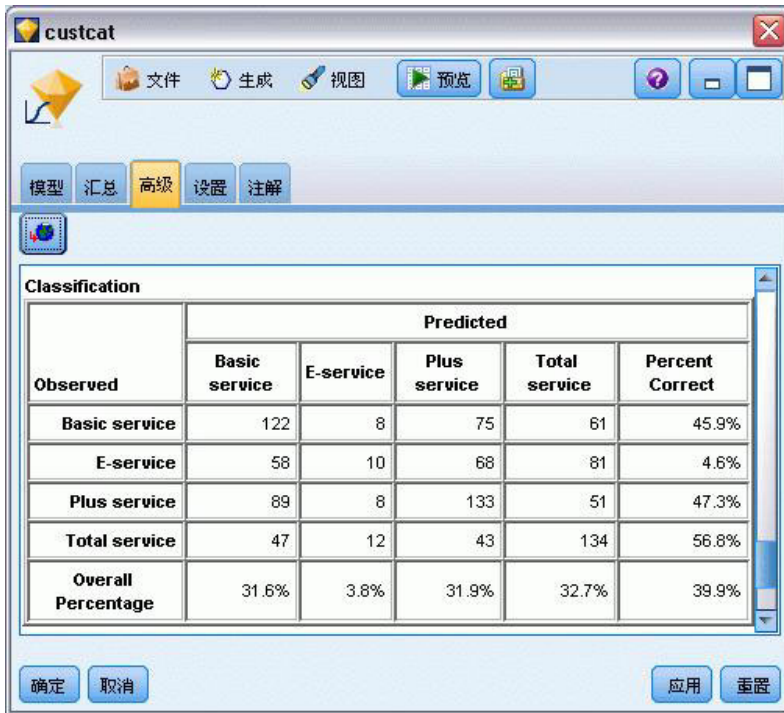 custcat
文件 生成 视图 预览
模型 汇总 高级 设置 注解
Classification
Predicted
Observed Basic service E-service Plus service Total service Percent Correct
Basic service 122 8 75 61 45.9%
E-service 58 10 68 81 4.6%
Plus service 89 8 133 51 47.3%
Total service 47 12 43 134 56.8%
Overall Percentage 31.6% 3.8% 31.9% 32.7% 39.9%
确定 取消 应用 重置